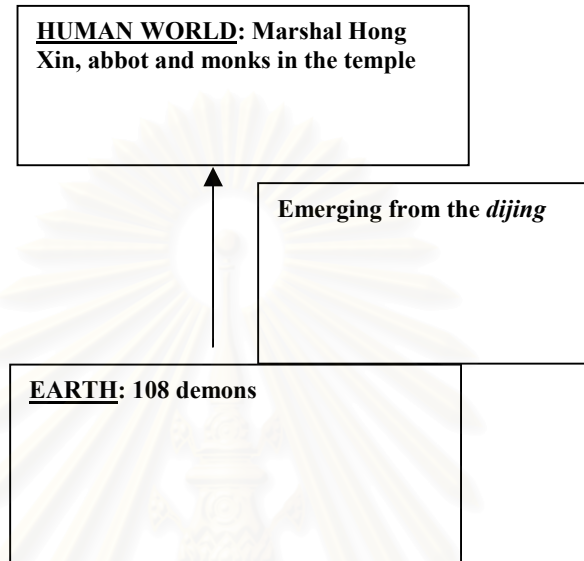 HUMAN WORLD: Marshal Hong
Xin, abbot and monks in the temple
Emerging from the dijing
EARTH: 108 demons